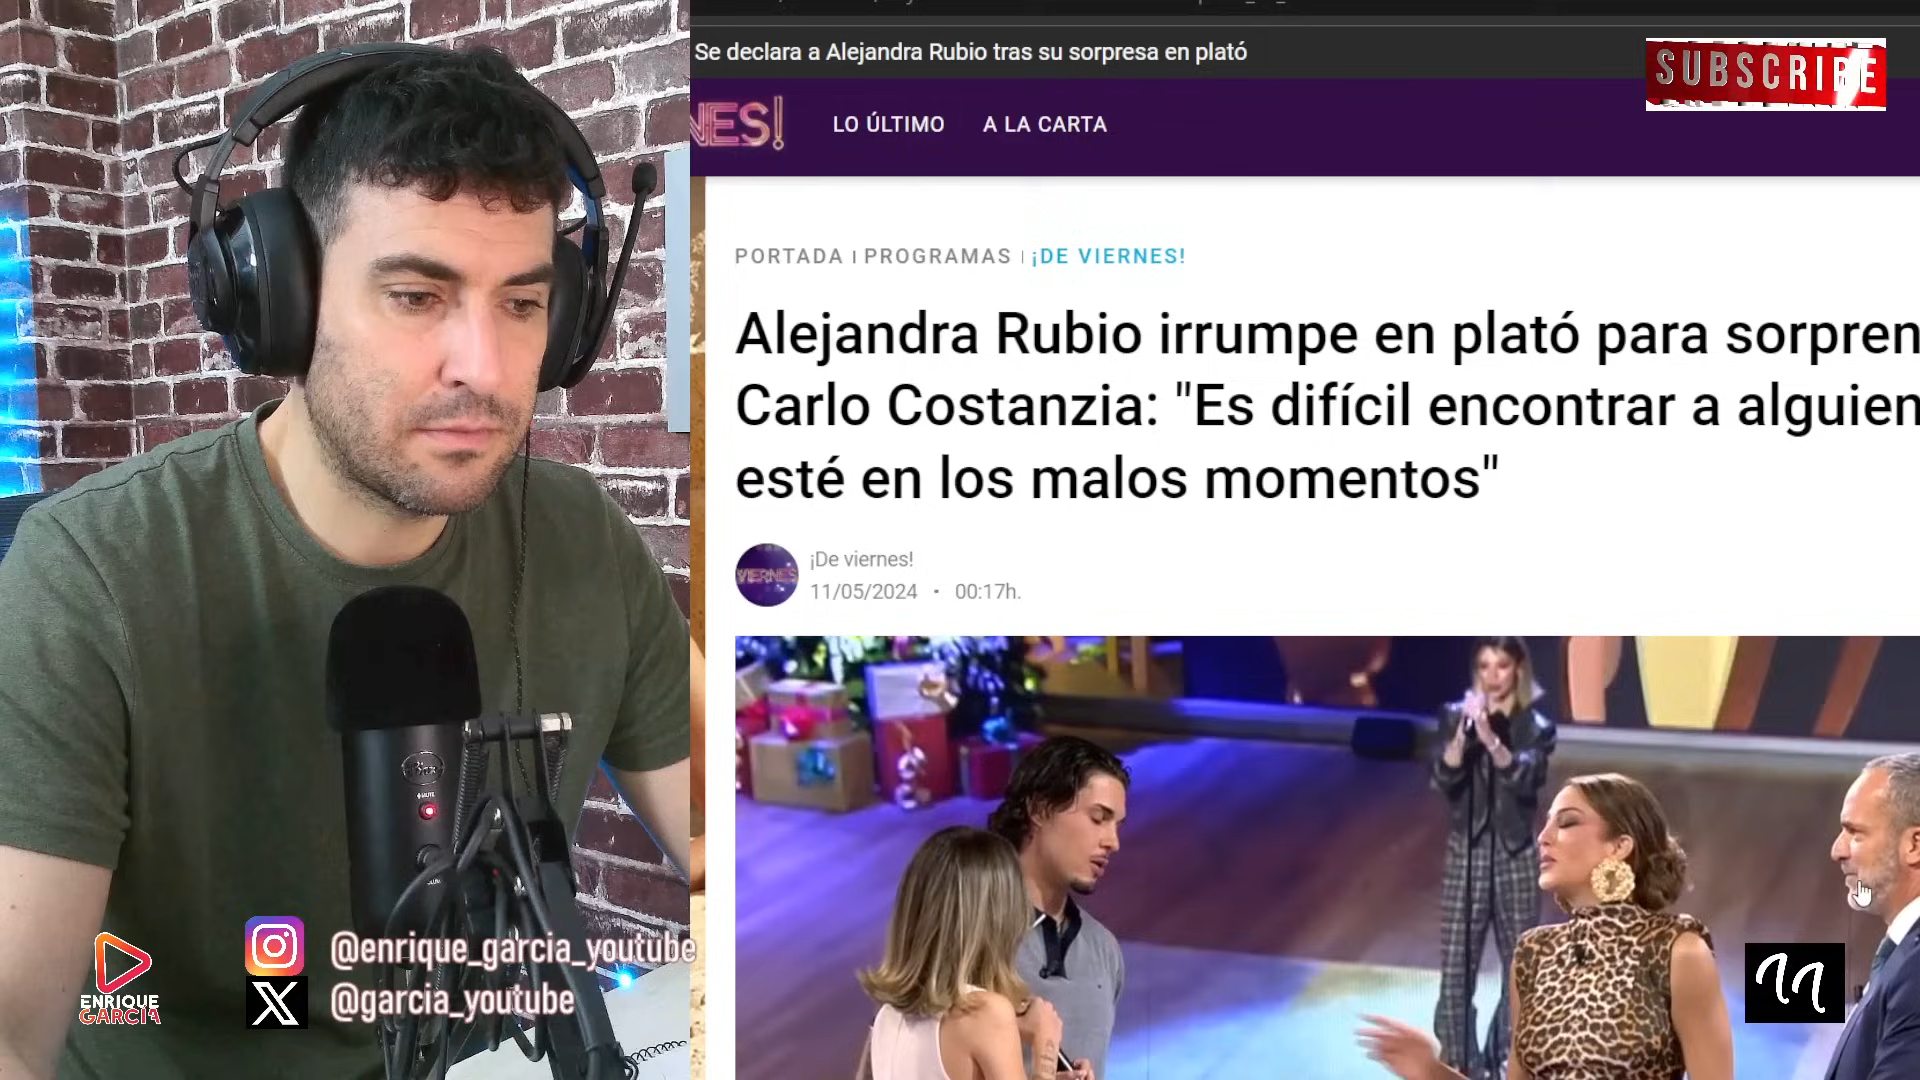 Se declara a Alejandra Rubio tras su sorpresa en plató
SUBSCRIBE
NES!
LO ÚLTIMO
A LA CARTA
PORTADA | PROGRAMAS | ¡DE VIERNES!
Alejandra Rubio irrumpe en plató para sorpren
Carlo Costanzia: "Es difícil encontrar a alguien
esté en los malos momentos"
¡De viernes!
VIERNES
11/05/2024 • 00:17h.
ENRIQUE
GARCIA
@enrique_garcia_youtube
@garcia_youtube